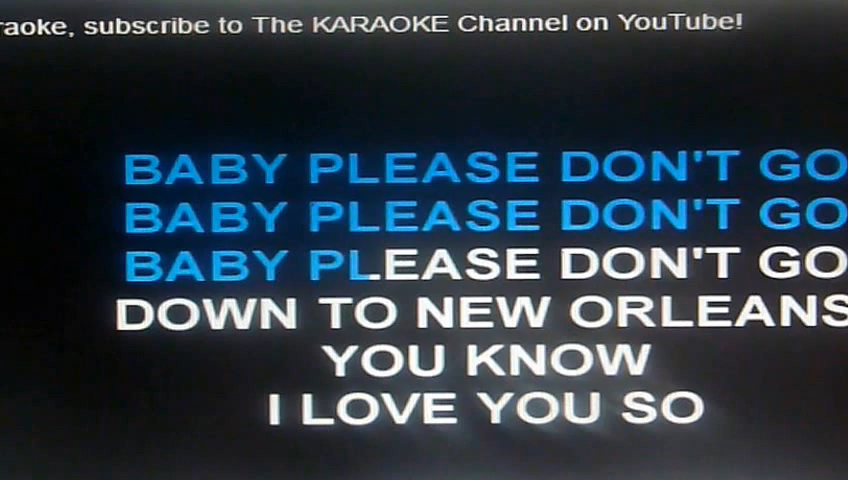 raoke, subscribe to The KARAOKE Channel on YouTube!
BABY PLEASE DON'T GO
BABY PLEASE DON'T GO
BABY PLEASE DON'T GO
DOWN TO NEW ORLEANS
YOU KNOW
I LOVE YOU SO